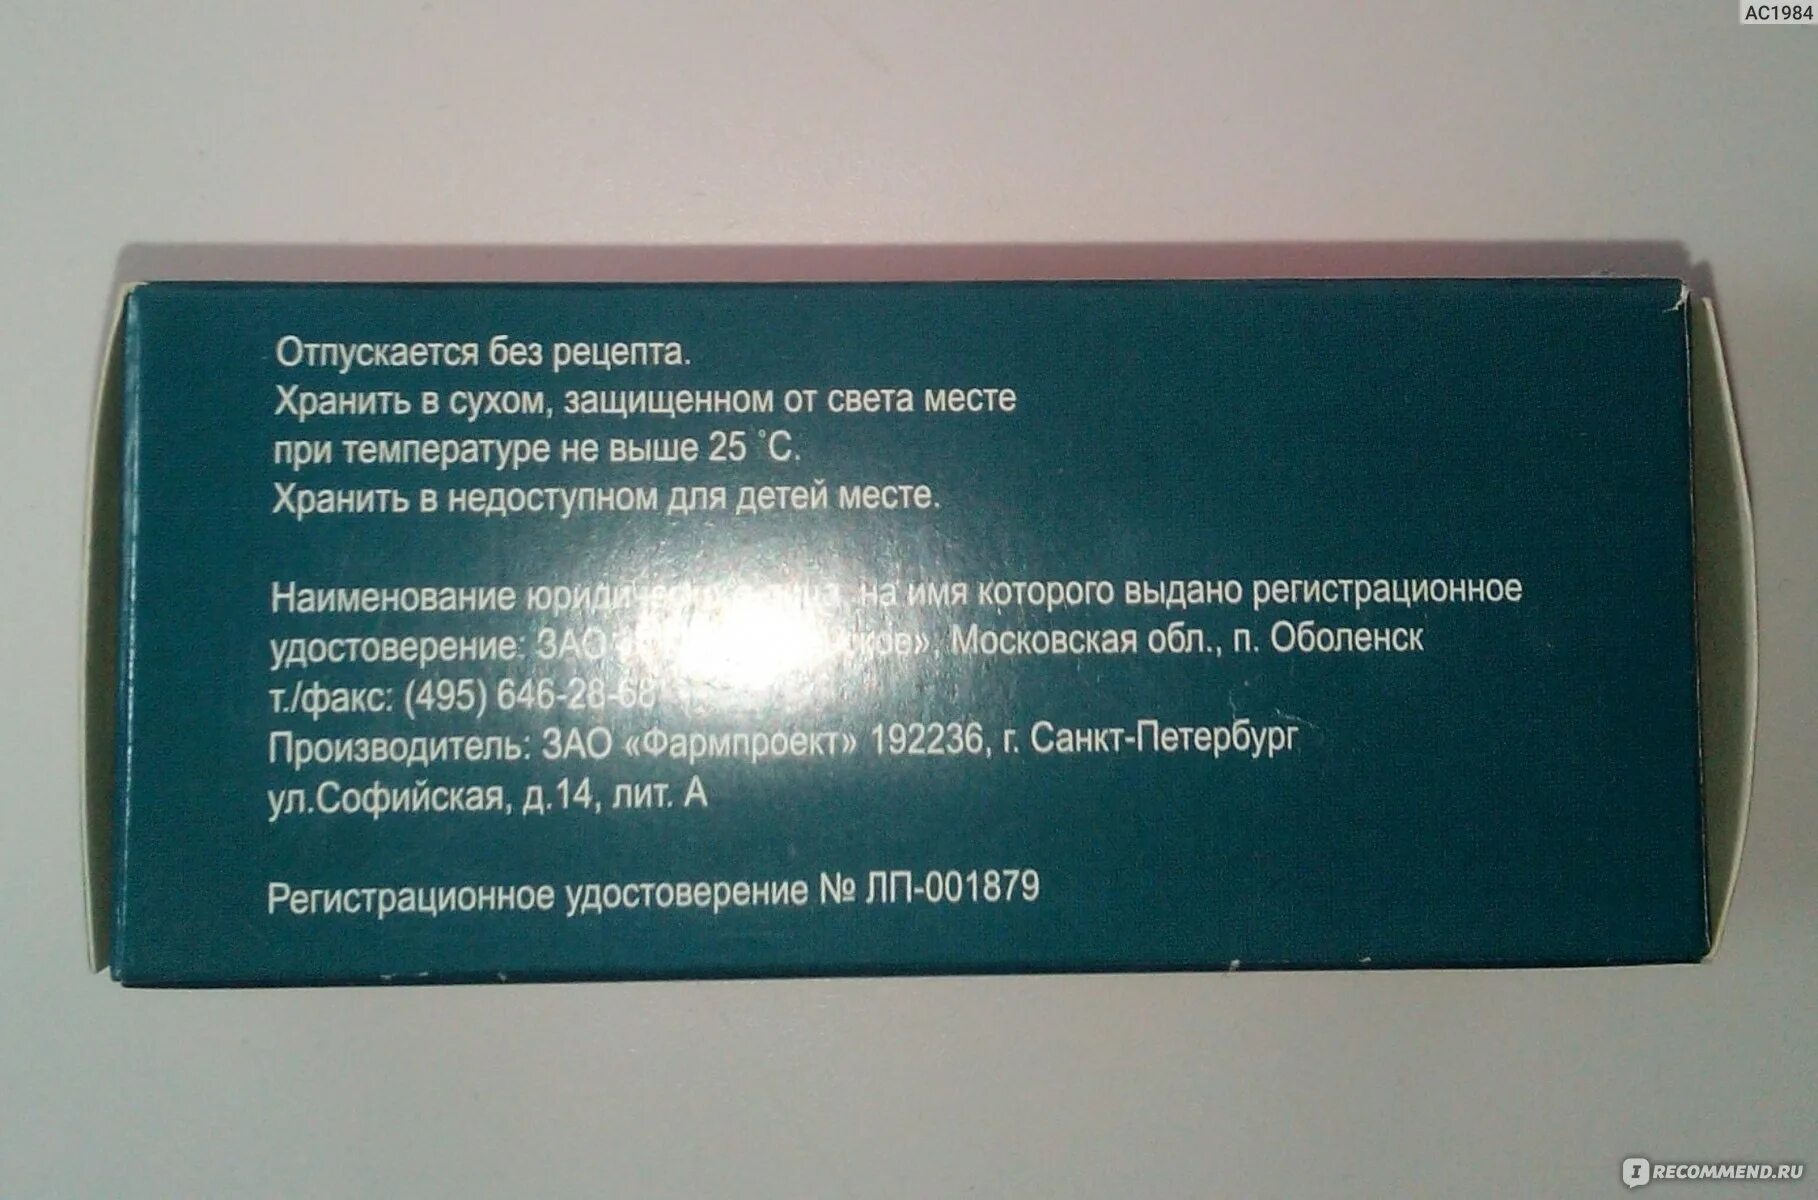 AC1984
Отпускается без рецепта.
Хранить в сухом, защищенном от света месте
при температуре не выше 25 °С.
Хранить в недоступном для детей месте.
Наименование на имя которого выдано регистрационное
удостоверение: ЗАО Московская обл., п. Оболенск
т./факс: (495) 646-28-68
Производитель: ЗАО «Фармпроект» 192236, г. Санкт-Петербург
ул.Софийская, д.14, лит. А
Регистрационное удостоверение № ЛП-001879
IRECOMMEND.RU